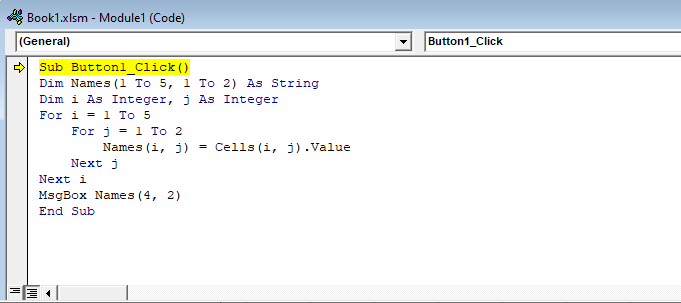 Book1.xlsm - Module1 (Code)
(General) Button1_Click
Sub Button1_Click()
Dim Names(1 To 5, 1 To 2) As String
Dim i As Integer, j As Integer
For i = 1 To 5
    For j = 1 To 2
        Names(i, j) = Cells(i, j).Value
    Next j
Next i
MsgBox Names(4, 2)
End Sub